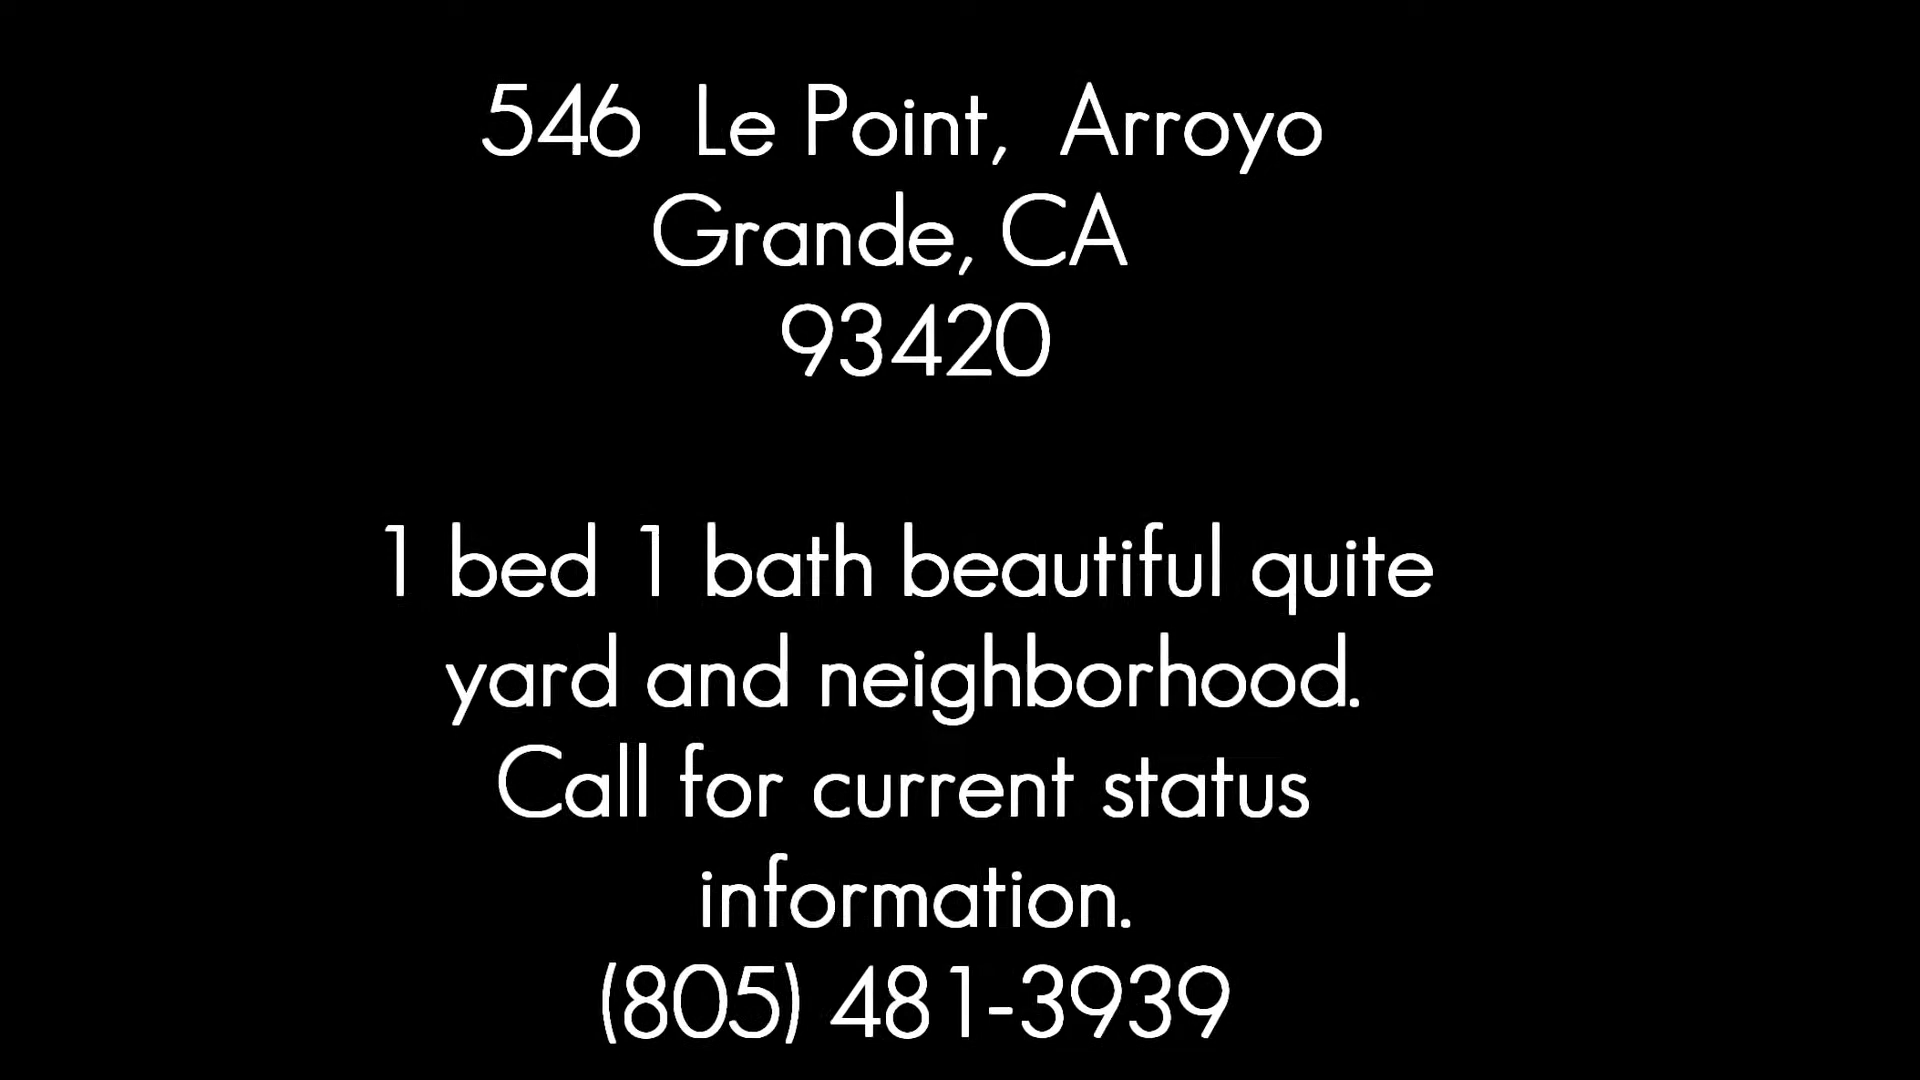 546 Le Point, Arroyo
Grande, CA
93420
1 bed 1 bath beautiful quite
yard and neighborhood.
Call for current status
information.
(805) 481-3939